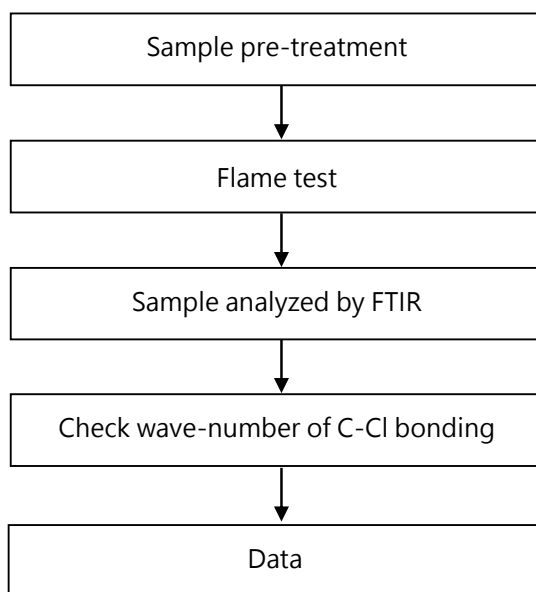 Sample pre-treatment
Flame test
Sample analyzed by FTIR
Check wave-number of C-Cl bonding
Data